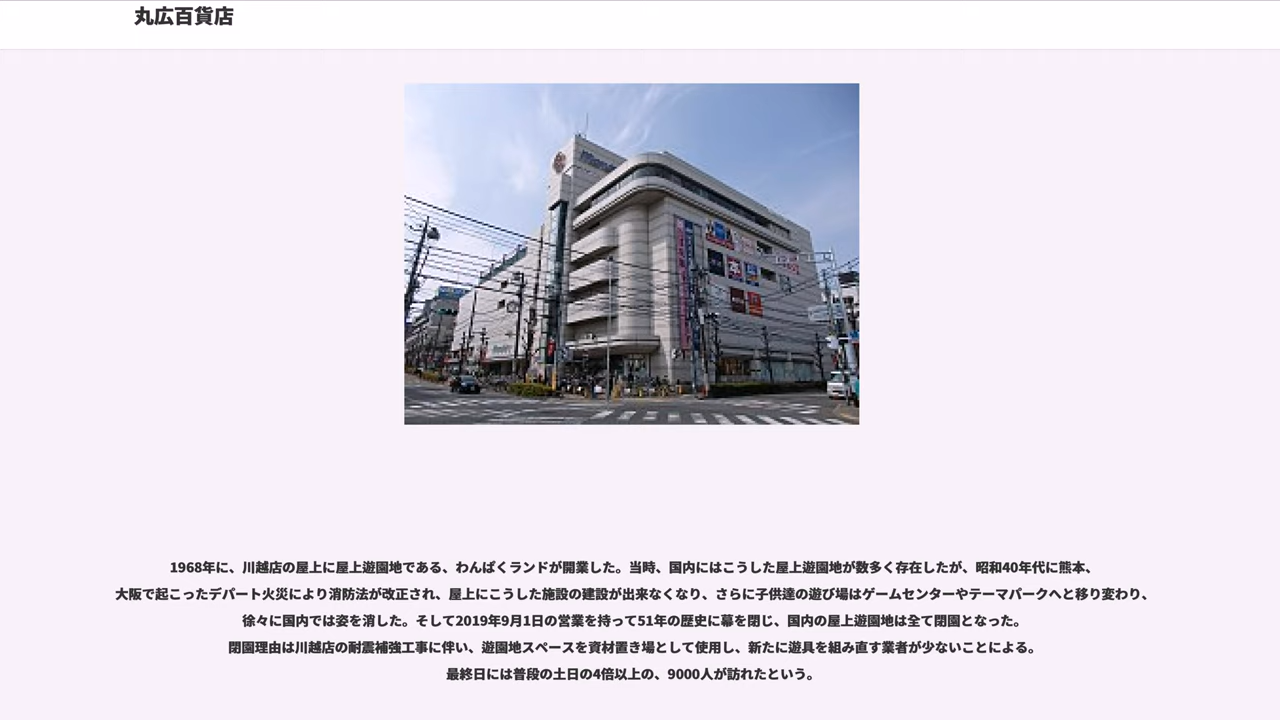 丸広百貨店
1968年に、川越店の屋上に屋上遊園地である、わんぱくランドが開業した。当時、国内にはこうした屋上遊園地が数多く存在したが、昭和40年代に熊本、
大阪で起こったデパート火災により消防法が改正され、屋上にこうした施設の建設が出来なくなり、さらに子供達の遊び場はゲームセンターやテーマパークへと移り変わり、
徐々に国内では姿を消した。そして2019年9月1日の営業を持って51年の歴史に幕を閉じ、国内の屋上遊園地は全て閉園となった。
閉園理由は川越店の耐震補強工事に伴い、遊園地スペースを資材置き場として使用し、新たに遊具を組み直す業者が少ないことによる。
最終日には普段の土日の4倍以上の、9000人が訪れたという。